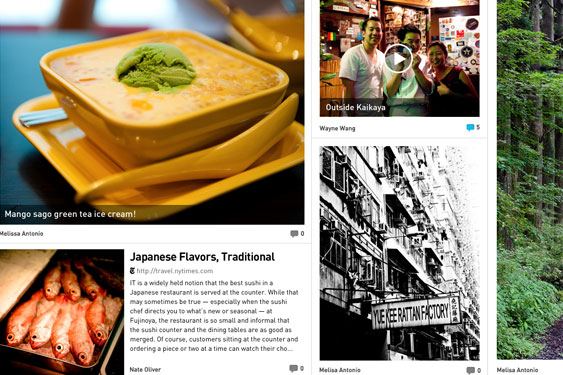 Mango sago green tea ice cream!
Melissa Antonio
0
Japanese Flavors, Traditional
http://travel.nytimes.com
IT is a widely held notion that the best sushi in a
Japanese restaurant is served at the counter. While that
may sometimes be true — especially when the sushi
chef directs you to what's new or seasonal — at
Fujinoya, the restaurant is so small and informal that
the sushi counter and the dining tables are as good as
merged. Of course, customers sitting at the counter and
ordering a piece or two at a time can watch their cho...
Nate Oliver
0
Outside Kaikaya
Wayne Wang
5
YUE KEE RATTAN FACTORY
Melisa Antonio
0
Melisa Antonio